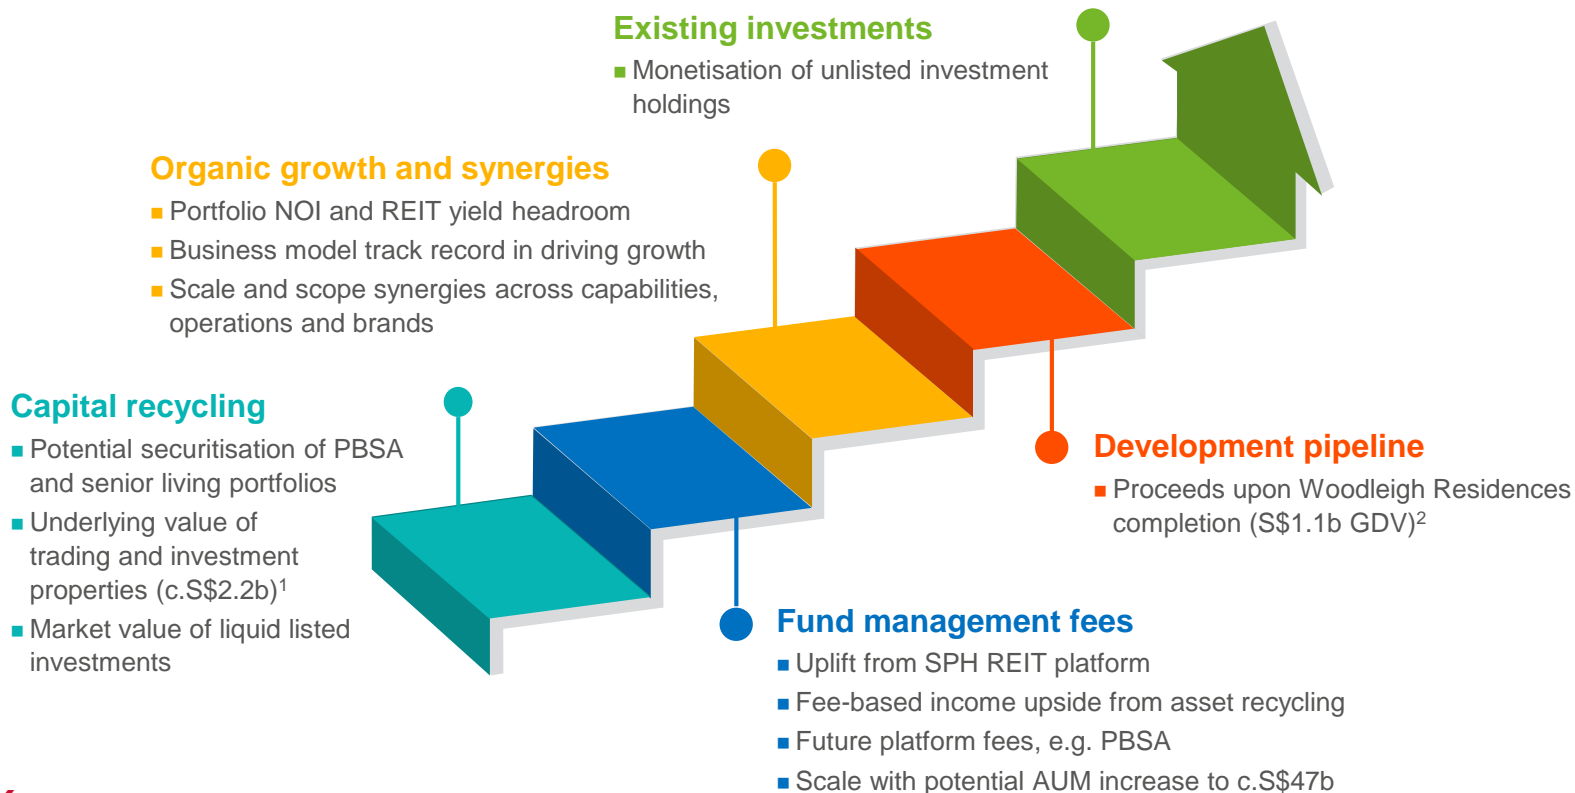 Existing investments
■ Monetisation of unlisted investment
holdings
Organic growth and synergies
■ Portfolio NOI and REIT yield headroom
■ Business model track record in driving growth
■ Scale and scope synergies across capabilities,
operations and brands
Capital recycling
■ Potential securitisation of PBSA
and senior living portfolios
■ Underlying value of
trading and investment
properties (c.S$2.2b)¹
■ Market value of liquid listed
investments
Development pipeline
■ Proceeds upon Woodleigh Residences
completion (S$1.1b GDV)²
Fund management fees
■ Uplift from SPH REIT platform
■ Fee-based income upside from asset recycling
■ Future platform fees, e.g. PBSA
■ Scale with potential AUM increase to c.S$47b